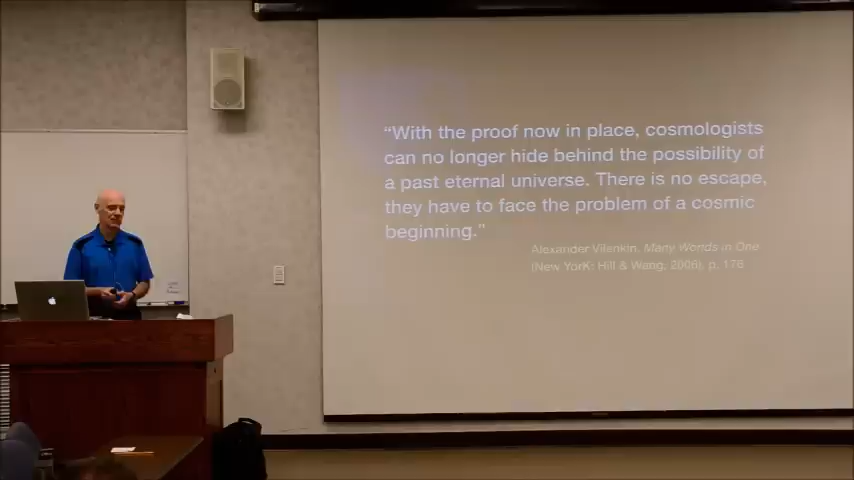 “With the proof now in place, cosmologists
can no longer hide behind the possibility of
a past eternal universe. There is no escape,
they have to face the problem of a cosmic
beginning.”
Alexander Vilenkin, Many Worlds in One
(New York: Hill & Wang, 2006), p. 176